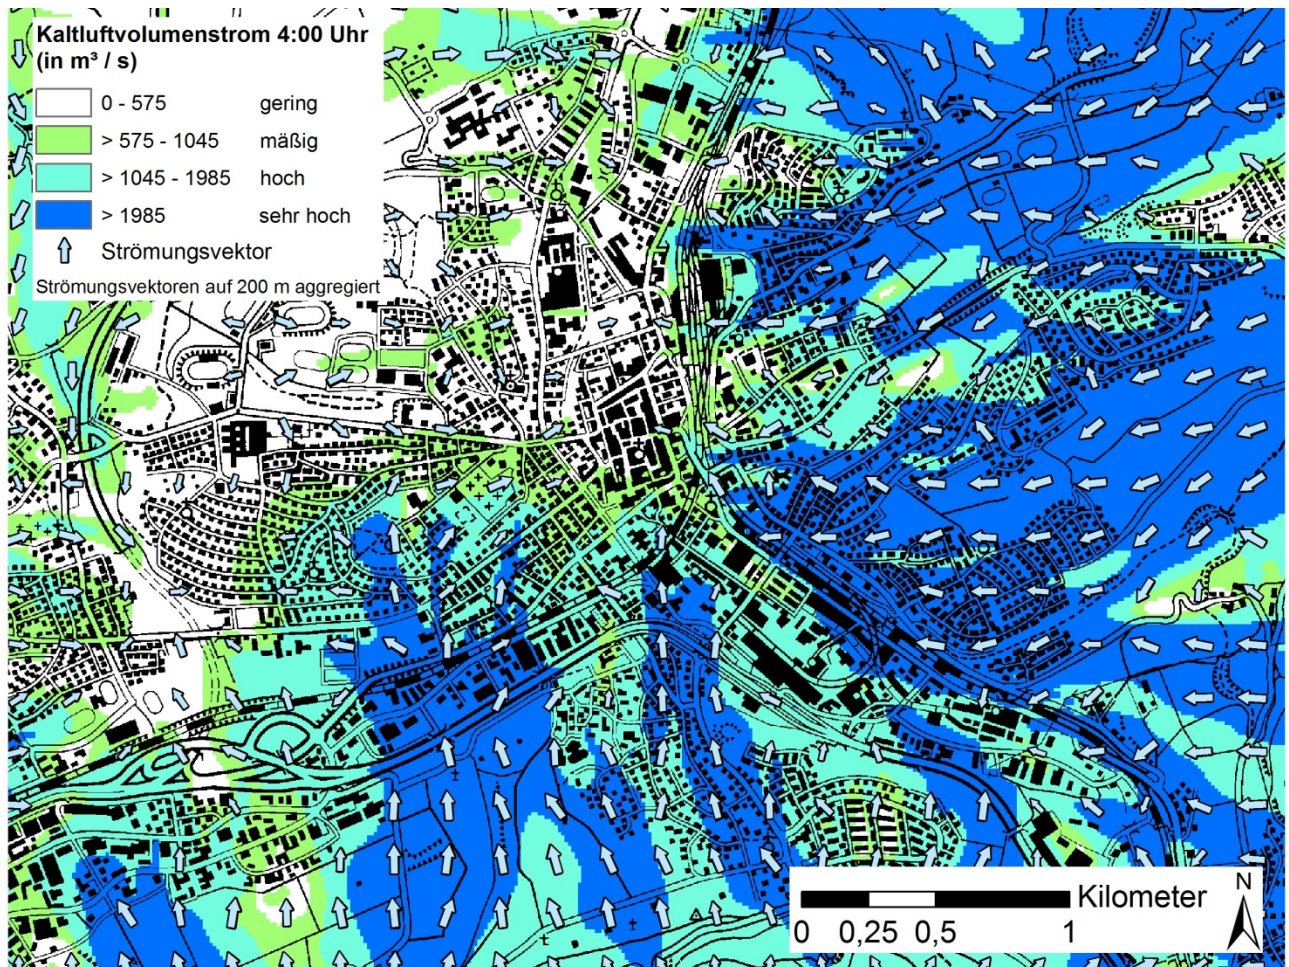 Kaltluftvolumenstrom 4:00 Uhr
(in m³ / s)
0 - 575 gering
> 575 - 1045 mäßig
> 1045 - 1985 hoch
> 1985 sehr hoch
Strömungsvektor
Strömungsvektoren auf 200 m aggregiert
Kilometer
0 0,25 0,5 1
N